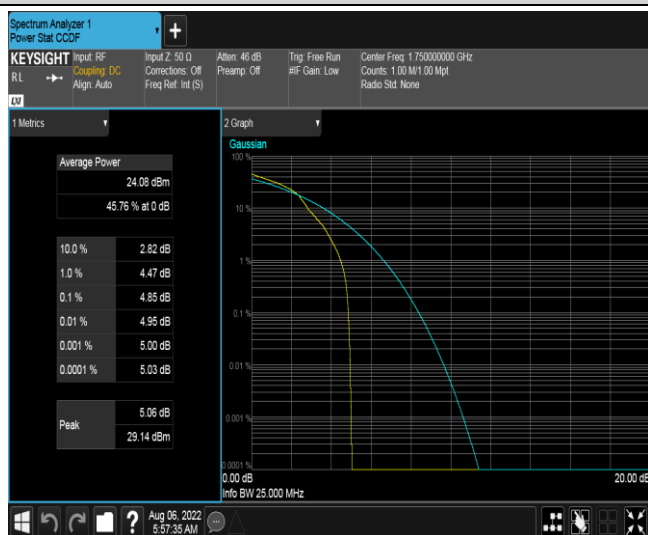 Spectrum Analyzer 1
Power Stat CCDF
KEYSIGHT
RL
LXI
Input: RF
Coupling: DC
Align: Auto
Input Z: 50 Ω
Corrections: Off
Freq Ref: Int (S)
Atten: 46 dB
Preamp: Off
Trig: Free Run
#IF Gain: Low
Center Freq: 1.750000000 GHz
Counts: 1.00 M/1.00 Mpt
Radio Std: None
1 Metrics
Average Power
24.08 dBm
45.76 % at 0 dB
10.0 % 2.82 dB
1.0 % 4.47 dB
0.1 % 4.85 dB
0.01 % 4.95 dB
0.001 % 5.00 dB
0.0001 % 5.03 dB
Peak
5.06 dB
29.14 dBm
2 Graph
Gaussian
100 %
10 %
1 %
0.1 %
0.01 %
0.001 %
0.0001 %
0.00 dB 20.00 dB
Info BW 25.000 MHz
Aug 06, 2022
5:57:35 AM